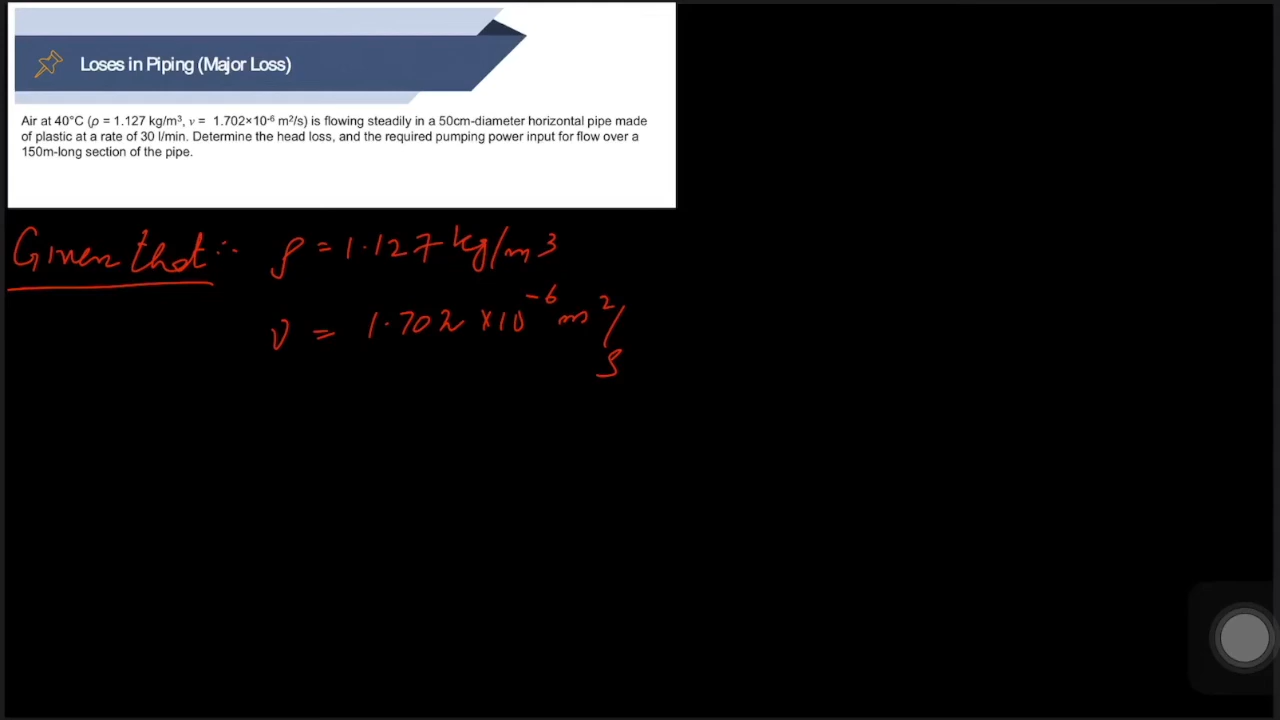 Loses in Piping (Major Loss)
Air at 40°C (ρ = 1.127 kg/m³, ν = 1.702×10⁻⁶ m²/s) is flowing steadily in a 50cm-diameter horizontal pipe made
of plastic at a rate of 30 l/min. Determine the head loss, and the required pumping power input for flow over a
150m-long section of the pipe.
Given that :- ρ = 1.127 kg/m3
ν = 1.702 ×10⁻⁶ m²/s